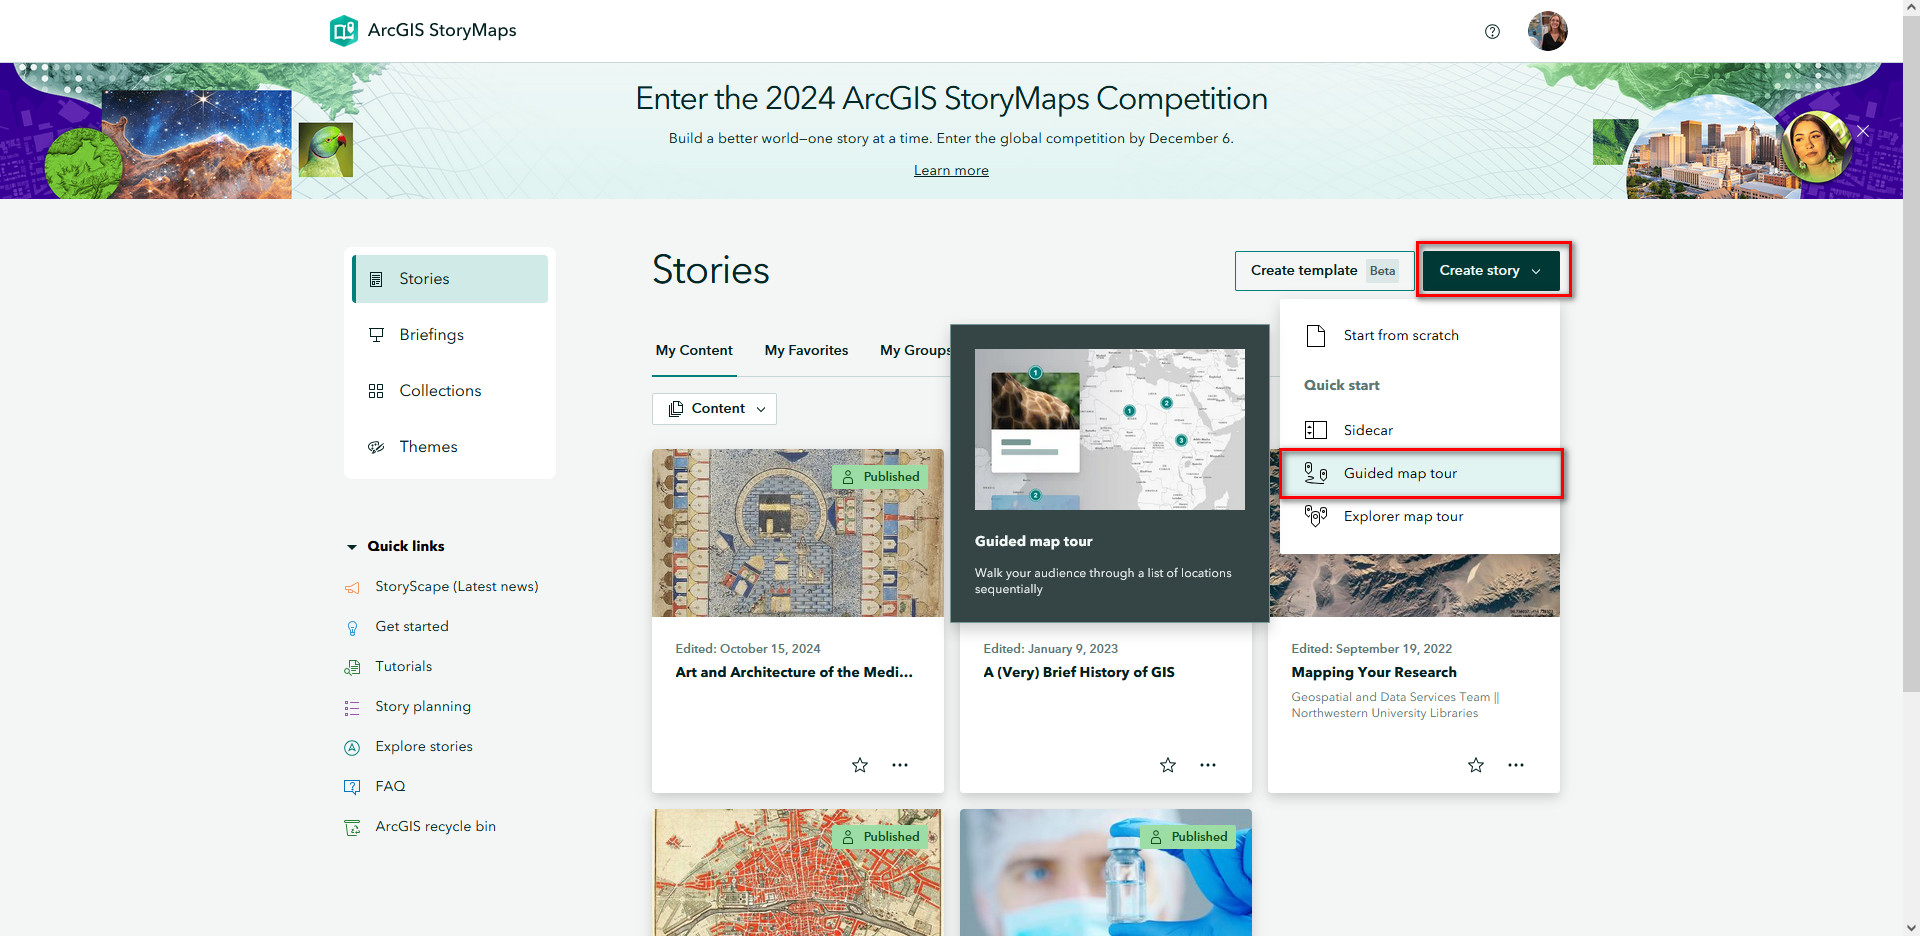 ArcGIS StoryMaps
Enter the 2024 ArcGIS StoryMaps Competition
Build a better world—one story at a time. Enter the global competition by December 6.
Learn more
Stories
Briefings
Collections
Themes
Quick links
StoryScape (Latest news)
Get started
Tutorials
Story planning
Explore stories
FAQ
ArcGIS recycle bin
Stories
Create template Beta
Create story
Start from scratch
Quick start
Sidecar
Guided map tour
Explorer map tour
My Content
My Favorites
My Groups
Content
1
2
1
2
3
Guided map tour
Walk your audience through a list of locations
sequentially
Published
Edited: October 15, 2024
Art and Architecture of the Medi...
Edited: January 9, 2023
A (Very) Brief History of GIS
Edited: September 19, 2022
Mapping Your Research
Geospatial and Data Services Team ||
Northwestern University Libraries
Published
Published